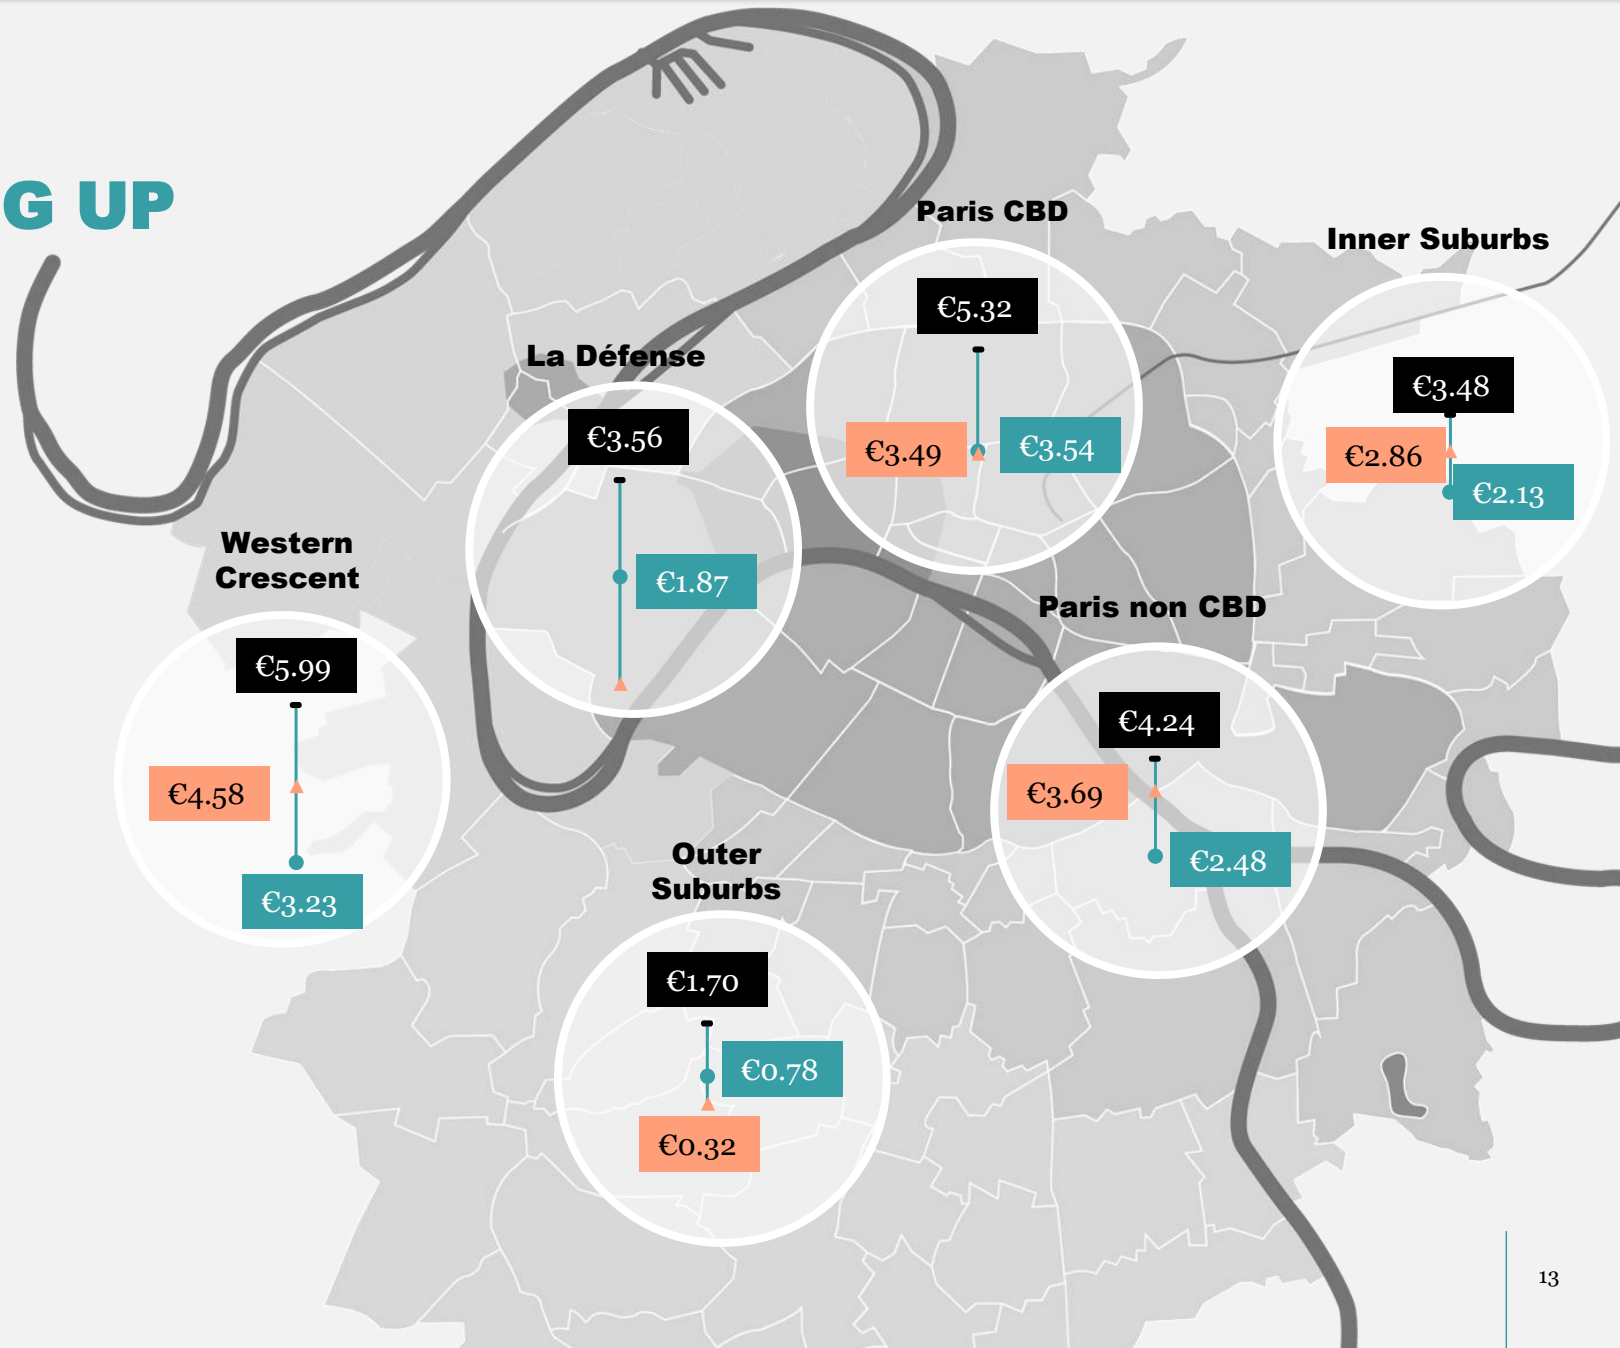 G UP
Paris CBD
€5.32
€3.49
€3.54
Inner Suburbs
€3.48
€2.86
€2.13
La Défense
€3.56
€1.87
Western
Crescent
€5.99
€4.58
€3.23
Paris non CBD
€4.24
€3.69
€2.48
Outer
Suburbs
€1.70
€0.78
€0.32
13